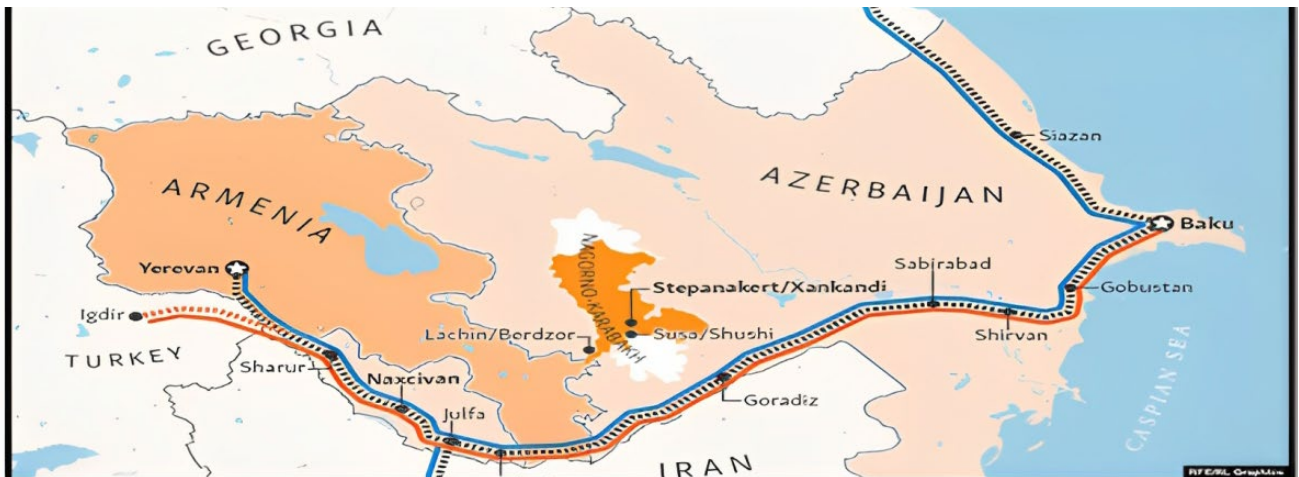 GEORGIA
Siazan
ARMENIA
AZERBAIJAN
Baku
Yerevan
NAGORNO-KARABAKH
Sabirabad
Stepanakert/Xankandi
Gobustan
Igdir
Lachin/Berdzor
Susa/Shushi
Shirvan
TURKEY
Sharur
Naxcivan
Goradiz
Julfa
CASPIAN SEA
IRAN
RFE/RL Graphics